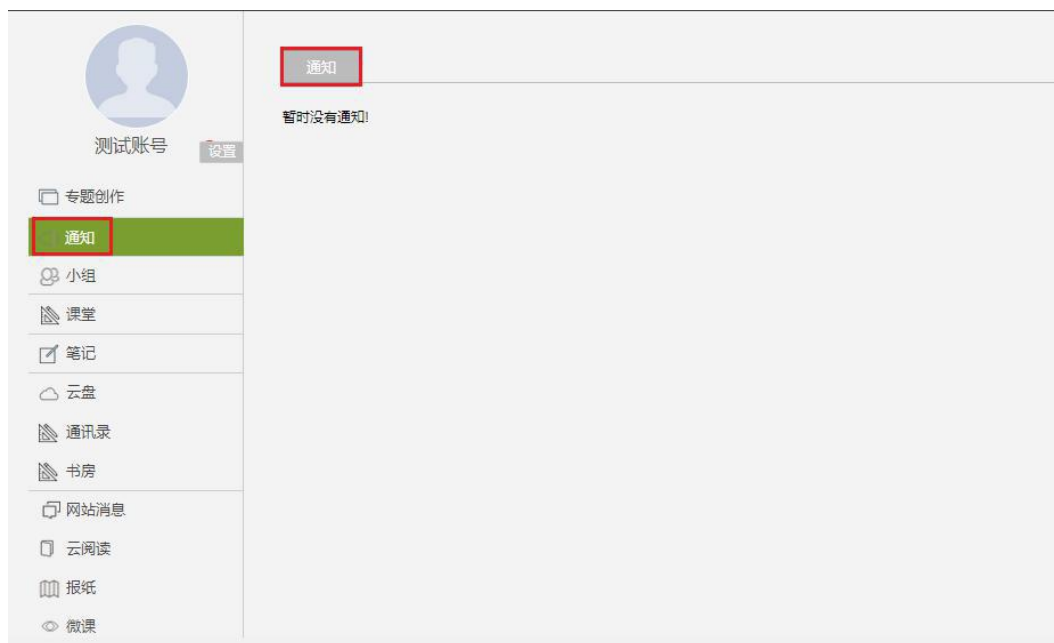 测试账号
设置
专题创作
通知
小组
课堂
笔记
云盘
通讯录
书房
网站消息
云阅读
报纸
微课
通知
暂时没有通知!